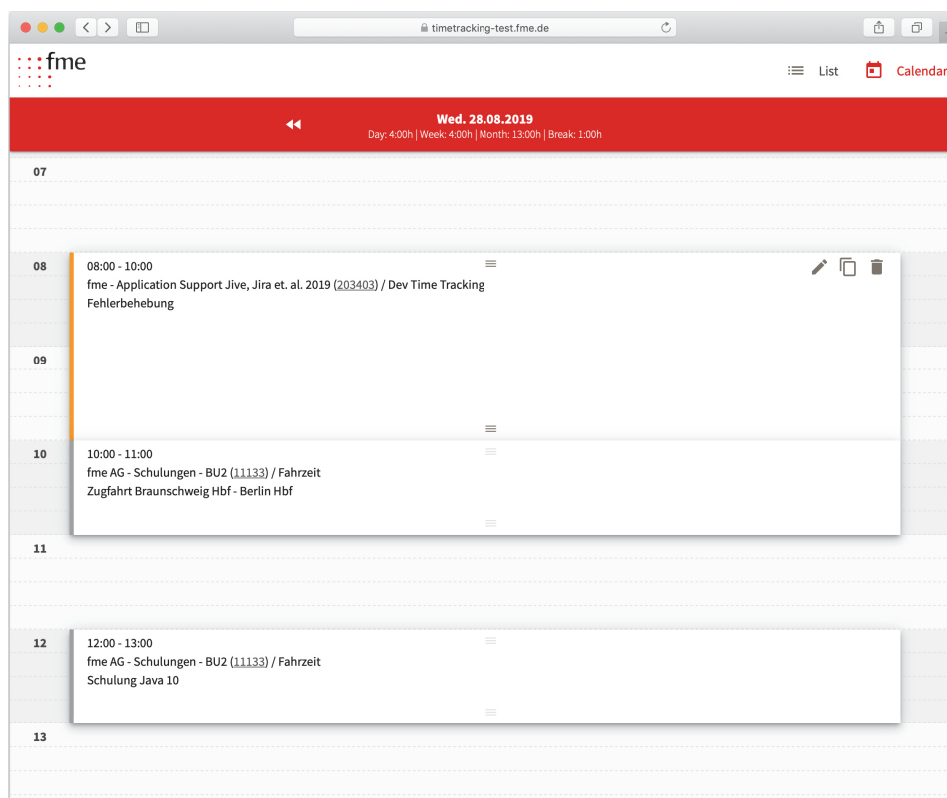 timetracking-test.fme.de
fme
List
Calendar
Wed. 28.08.2019
Day: 4:00h | Week: 4:00h | Nonth: 13:00h | Break: 1:00h
07
08
08:00 - 10:00
fme - Application Support Jive, Jira et. al. 2019 (203403) / Dev Time Tracking
Fehlerbehebung
09
10
10:00 - 11:00
fme AG - Schulungen - BU2 (11133) / Fahrzeit
Zugfahrt Braunschweig Hbf - Berlin Hbf
11
12
12:00 - 13:00
fme AG - Schulungen - BU2 (11133) / Fahrzeit
Schulung Java 10
13